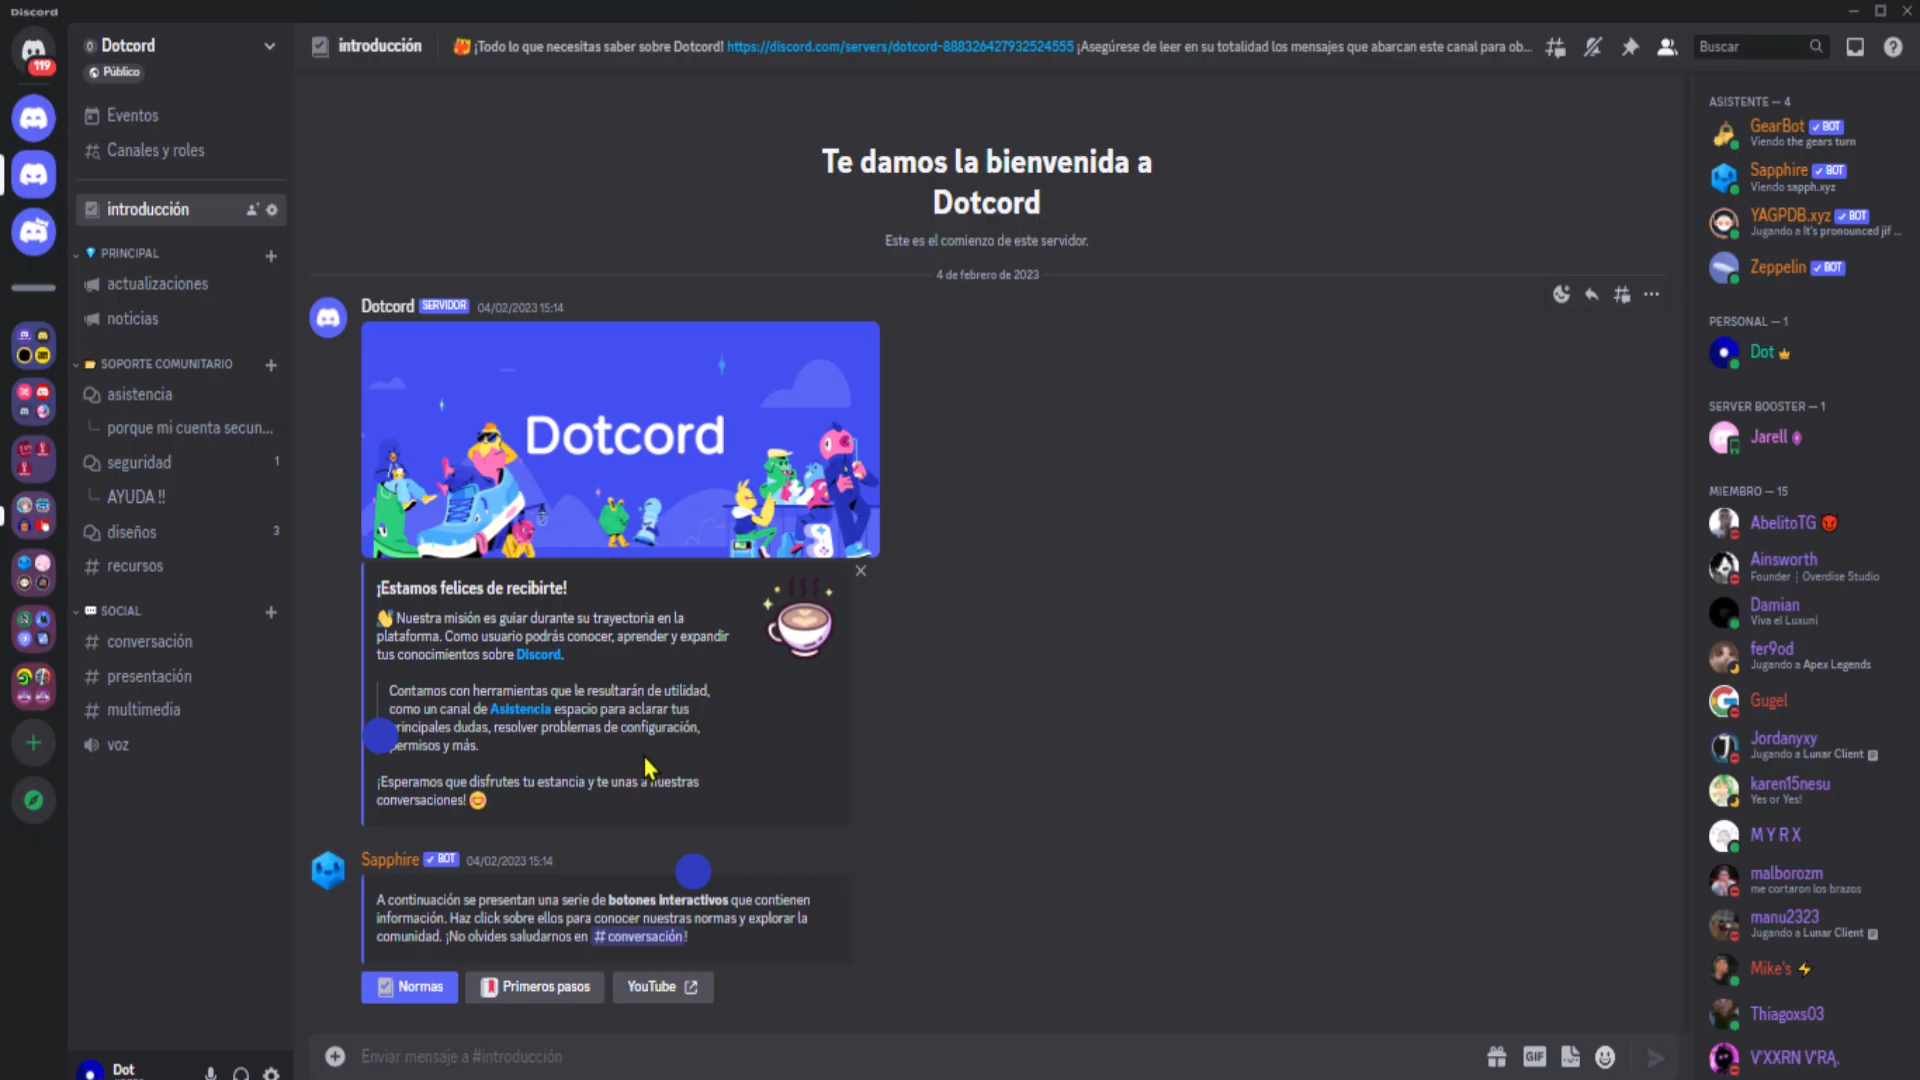 Discord
119
Dotcord
Público
Eventos
Canales y roles
introducción
PRINCIPAL
actualizaciones
noticias
SOPORTE COMUNITARIO
asistencia
porque mi cuenta secun...
seguridad 1
AYUDA !!
diseños 3
recursos
SOCIAL
conversación
presentación
multimedia
voz
Dot
introducción
¡Todo lo que necesitas saber sobre Dotcord! https://discord.com/servers/dotcord-888326427932524555 ¡Asegúrese de leer en su totalidad los mensajes que abarcan este canal para ob...
Buscar
Te damos la bienvenida a
Dotcord
Este es el comienzo de este servidor.
4 de febrero de 2023
Dotcord SERVIDOR 04/02/2023 15:14
Dotcord
¡Estamos felices de recibirte!
Nuestra misión es guiar durante su trayectoria en la
plataforma. Como usuario podrás conocer, aprender y expandir
tus conocimientos sobre Discord.
Contamos con herramientas que le resultarán de utilidad,
como un canal de Asistencia espacio para aclarar tus
principales dudas, resolver problemas de configuración,
permisos y más.
¡Esperamos que disfrutes tu estancia y te unas a nuestras
conversaciones!
Sapphire BOT 04/02/2023 15:14
A continuación se presentan una serie de botones interactivos que contienen
información. Haz click sobre ellos para conocer nuestras normas y explorar la
comunidad. ¡No olvides saludarnos en #conversación!
Normas
Primeros pasos
YouTube
Enviar mensaje a #introducción
GIF
ASISTENTE — 4
GearBot BOT
Viendo the gears turn
Sapphire BOT
Viendo sapph.xyz
YAGPDB.xyz BOT
Jugando a It's pronounced jif ...
Zeppelin BOT
PERSONAL — 1
Dot
SERVER BOOSTER — 1
Jarell
MIEMBRO — 15
AbelitoTG
Ainsworth
Founder | Overdise Studio
Damian
Viva el Luxuni
fer9od
Jugando a Apex Legends
Gugel
Jordanyxy
Jugando a Lunar Client
karen15nesu
Yes or Yes!
M Y R X
malborozm
me cortaron los brazos
manu2323
Jugando a Lunar Client
Mike's
Thiagoxs03
V'XXRN V'RĄ.